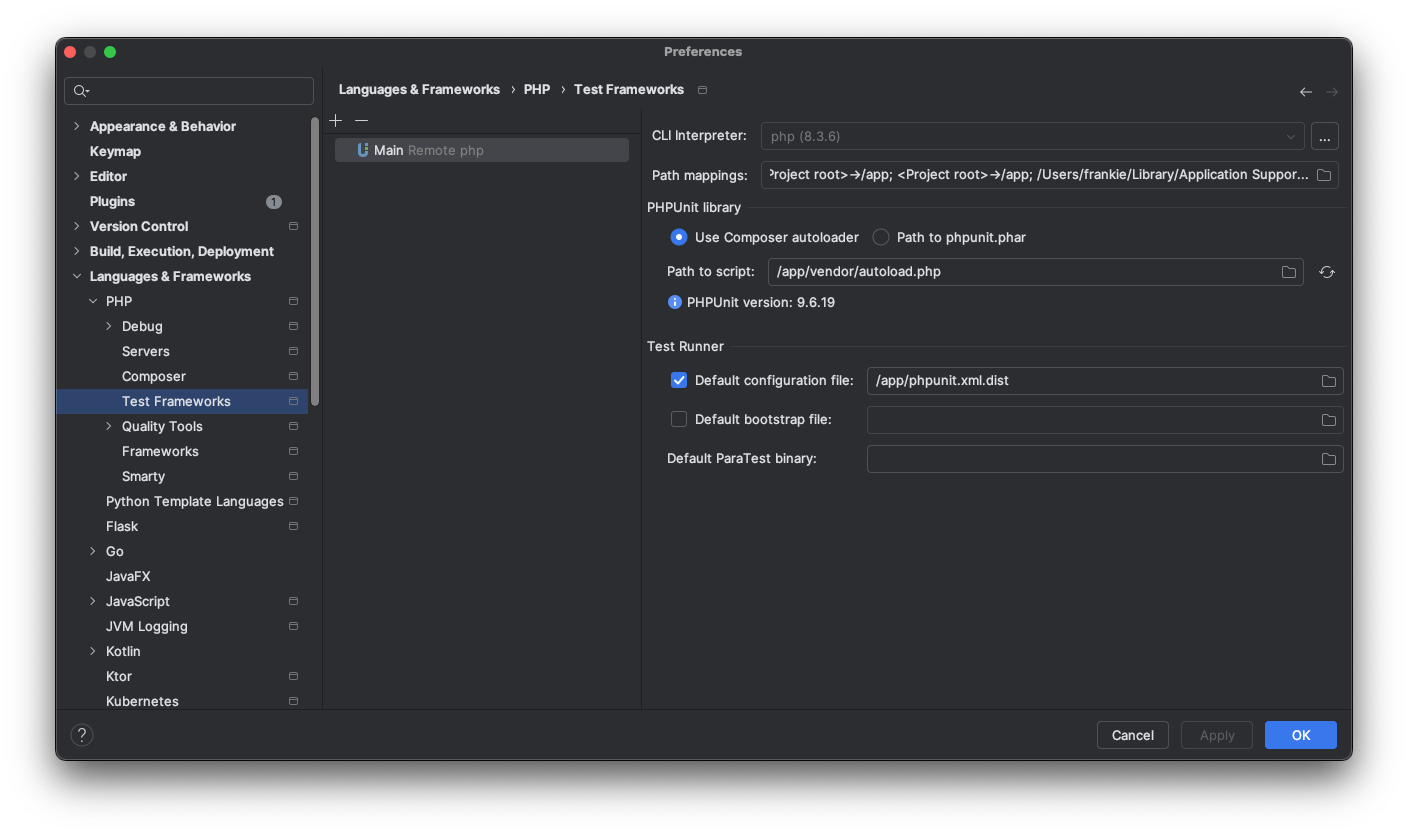 Preferences
Languages & Frameworks › PHP › Test Frameworks
Appearance & Behavior
Keymap
Editor
Plugins 1
Version Control
Build, Execution, Deployment
Languages & Frameworks
PHP
Debug
Servers
Composer
Test Frameworks
Quality Tools
Frameworks
Smarty
Python Template Languages
Flask
Go
JavaFX
JavaScript
JVM Logging
Kotlin
Ktor
Kubernetes
Main Remote php
CLI Interpreter: php (8.3.6) ...
Path mappings: Project root>→/app; <Project root>→/app; /Users/frankie/Library/Application Suppor...
PHPUnit library
Use Composer autoloader Path to phpunit.phar
Path to script: /app/vendor/autoload.php
PHPUnit version: 9.6.19
Test Runner
Default configuration file: /app/phpunit.xml.dist
Default bootstrap file:
Default ParaTest binary:
? Cancel Apply OK